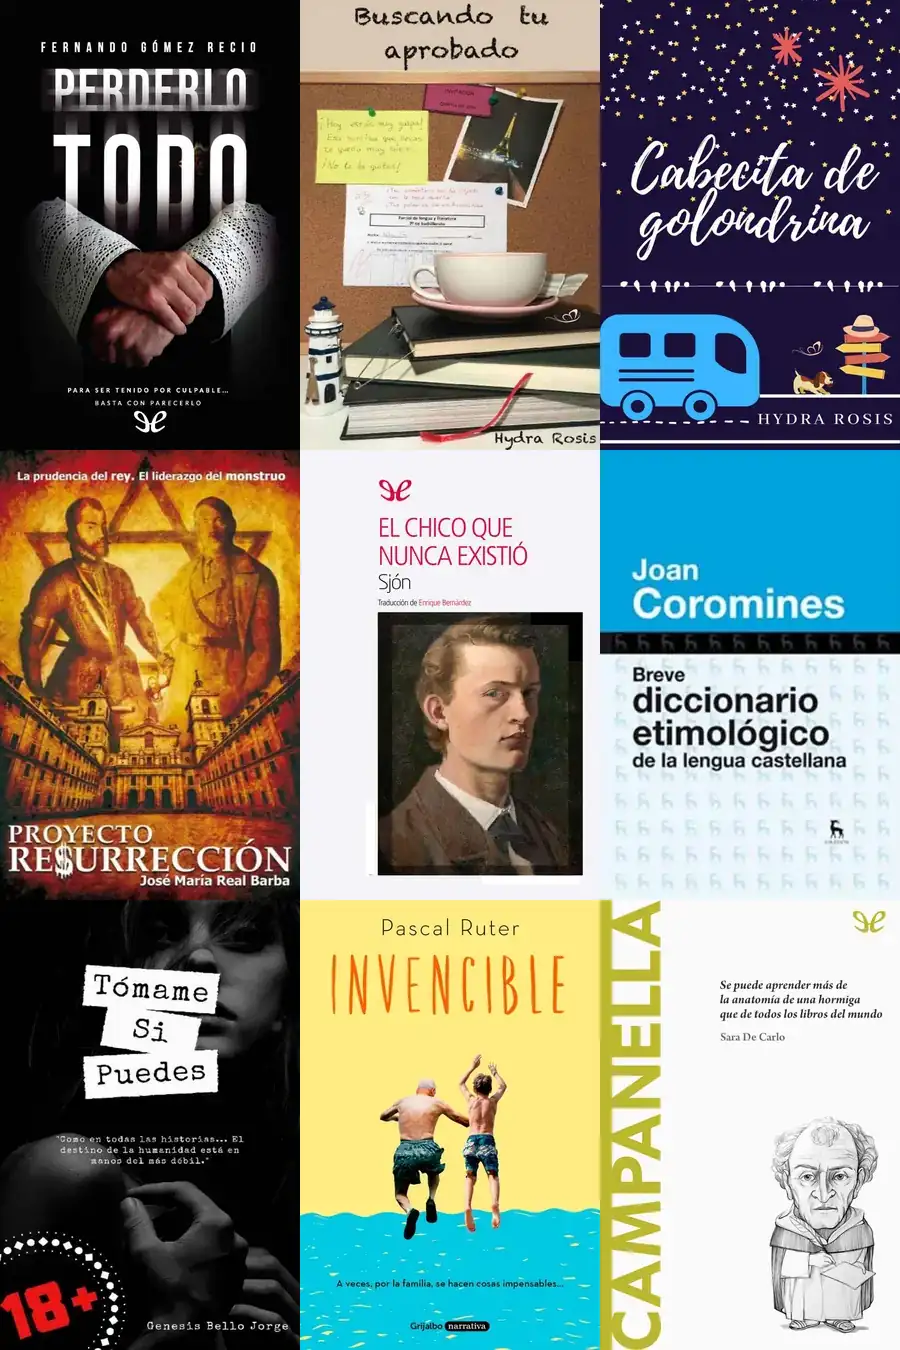 FERNANDO GÓMEZ RECIO
PERDERLO
TODO
PARA SER TENIDO POR CULPABLE...
BASTA CON PARECERLO
Buscando tu
aprobado
Hydra Rosis
Cabecita de
golondrina
HYDRA ROSIS
La prudencia del rey. El liderazgo del monstruo
PROYECTO
RE$URRECCIÓN
José María Real Barba
EL CHICO QUE
NUNCA EXISTIÓ
Sjón
Traducción de Enrique Bernárdez
Joan
Coromines
Breve
diccionario
etimológico
de la lengua castellana
GREDOS
Tómame
Si
Puedes
"Como en todas las historias... El
destino de la humanidad está en
manos del más débil."
18+
Genesis Bello Jorge
Pascal Ruter
INVENCIBLE
A veces, por la familia, se hacen cosas impensables...
Grijalbo narrativa
CAMPANELLA
Se puede aprender más de
la anatomía de una hormiga
que de todos los libros del mundo
Sara De Carlo